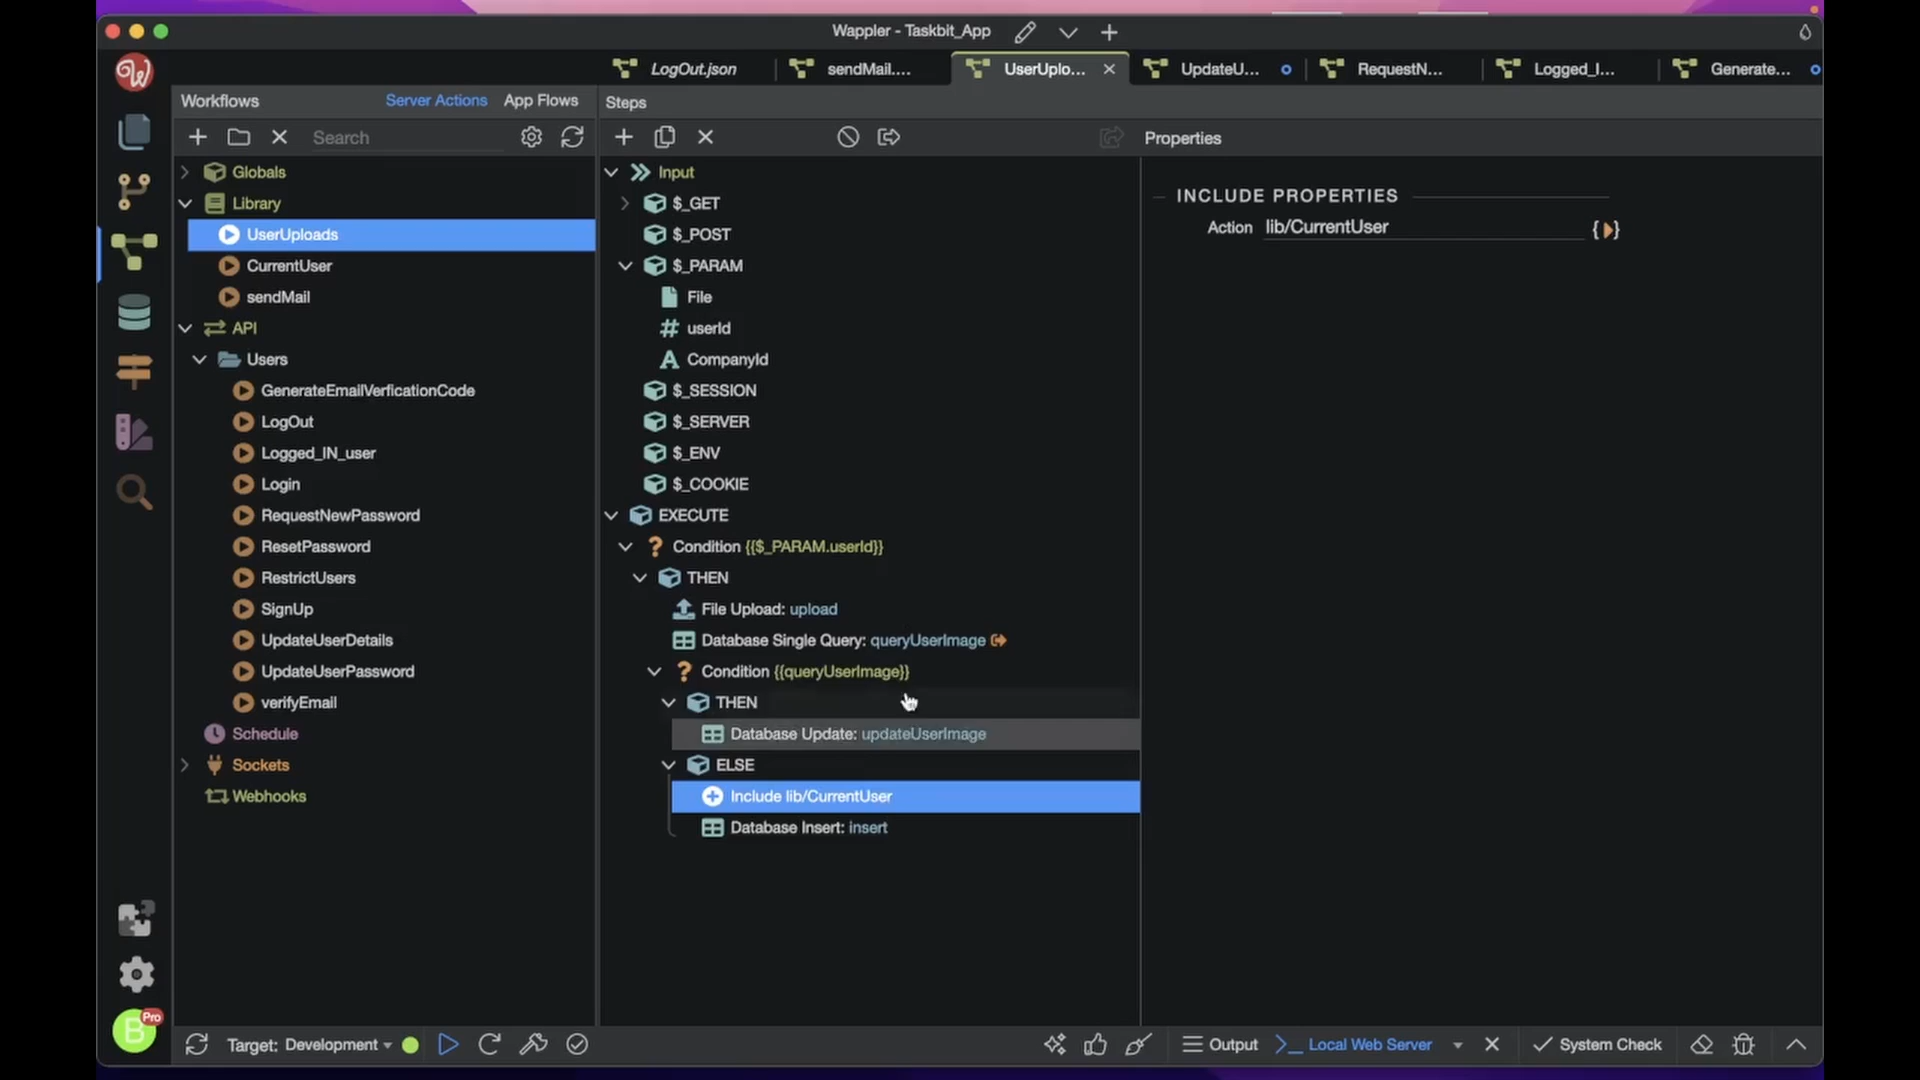 Wappler - Taskbit_App
LogOut.json
sendMail....
UserUplo...
UpdateU...
RequestN...
Logged_I...
Generate...
Workflows
Server Actions
App Flows
Steps
Search
Properties
Globals
Library
UserUploads
CurrentUser
sendMail
API
Users
GenerateEmailVerficationCode
LogOut
Logged_IN_user
Login
RequestNewPassword
ResetPassword
RestrictUsers
SignUp
UpdateUserDetails
UpdateUserPassword
verifyEmail
Schedule
Sockets
Webhooks
Input
$_GET
$_POST
$_PARAM
File
userId
CompanyId
$_SESSION
$_SERVER
$_ENV
$_COOKIE
EXECUTE
Condition {{$_PARAM.userId}}
THEN
File Upload: upload
Database Single Query: queryUserImage
Condition {{queryUserImage}}
THEN
Database Update: updateUserImage
ELSE
Include lib/CurrentUser
Database Insert: insert
INCLUDE PROPERTIES
Action lib/CurrentUser
Pro
B
Target: Development
Output
Local Web Server
System Check